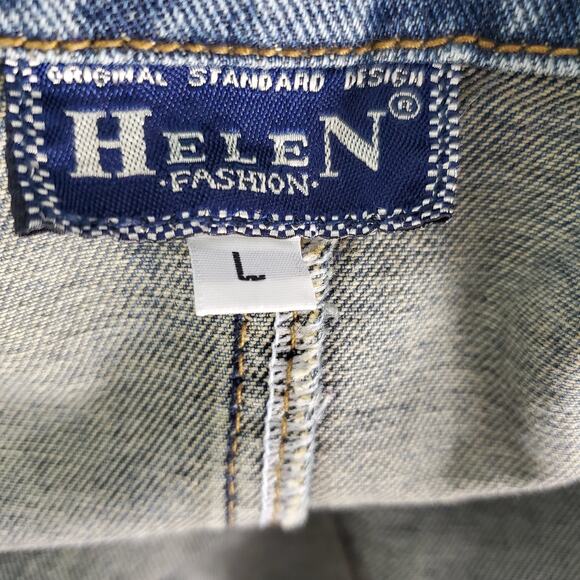 ORIGINAL STANDARD DESIGN
HELEN®
·FASHION·
L